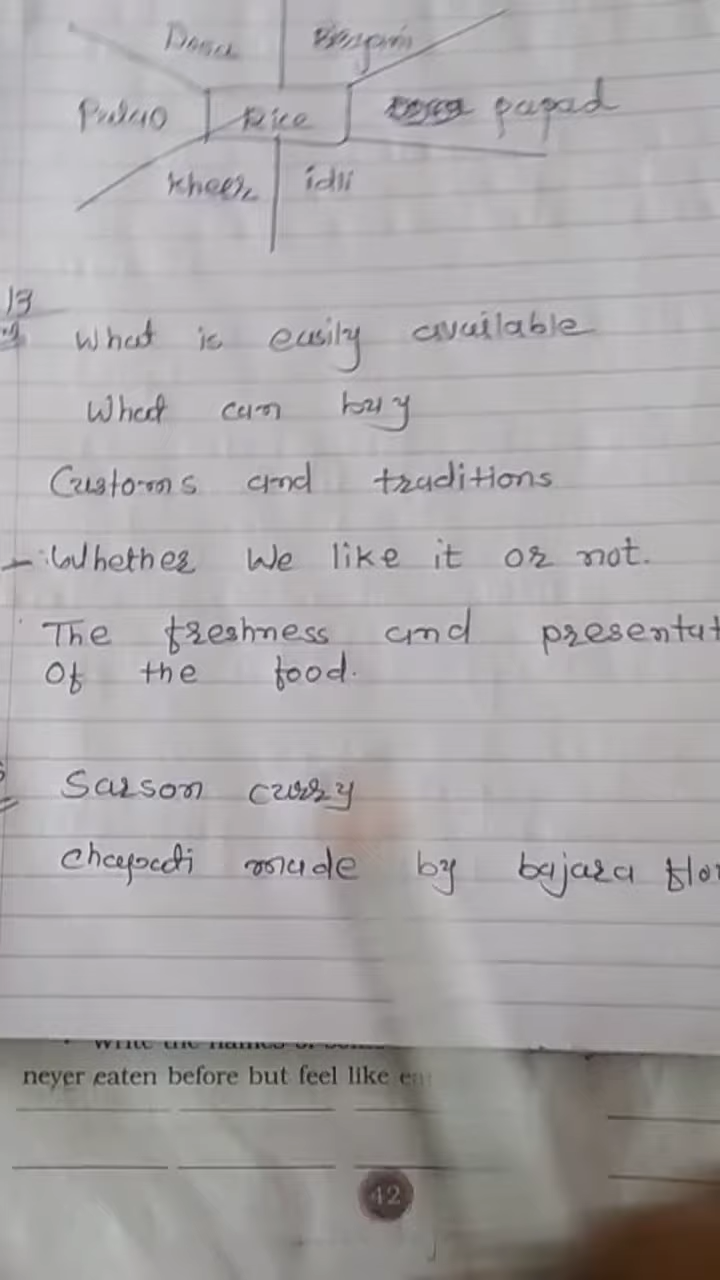 Dosa
Pulao Rice papad
Kheer idli
13
What is easily available
What can buy
Customs and traditions
- Whether We like it or not.
The freshness and presentat
Of the food.
Sarson curry
Chapati made by bajara flo
never eaten before but feel like
42